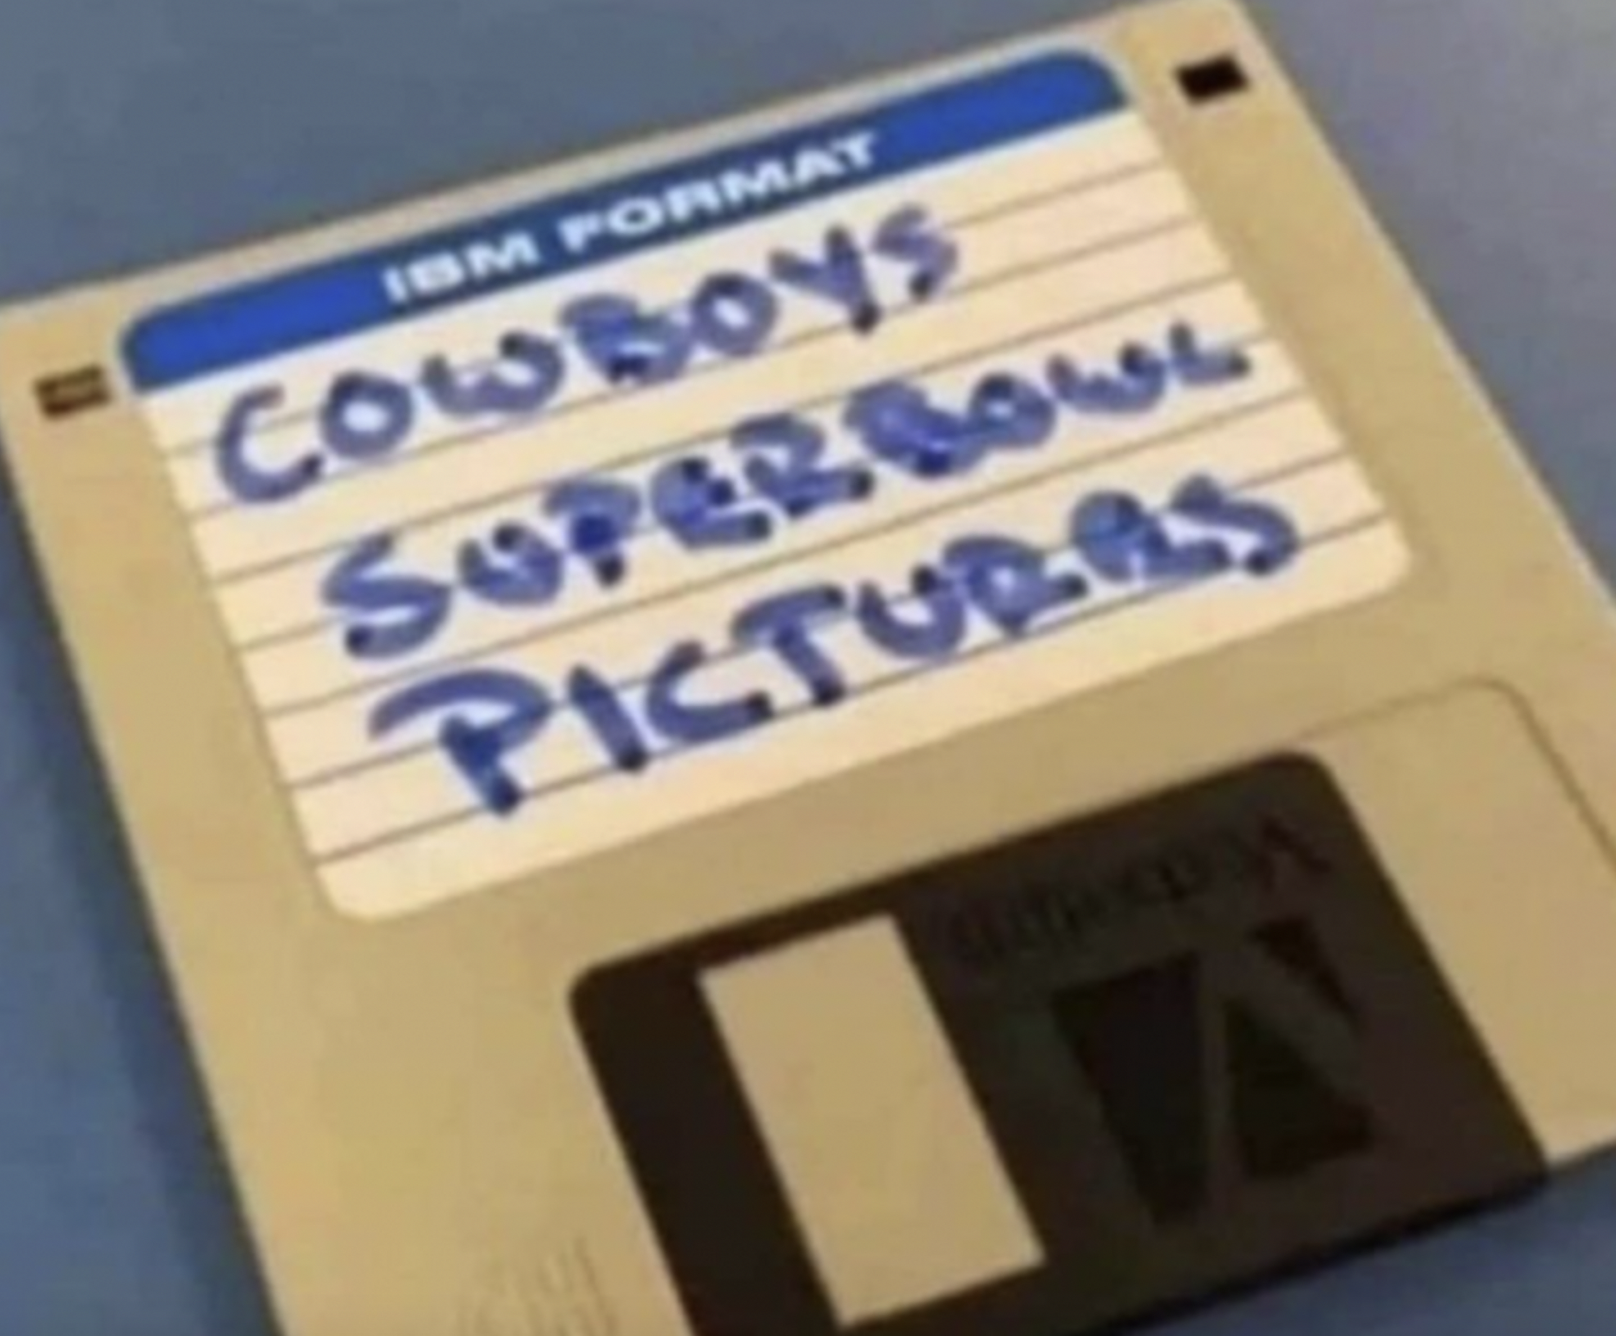 IBM FORMAT
COWBOYS
SUPERBOWL
PICTURES